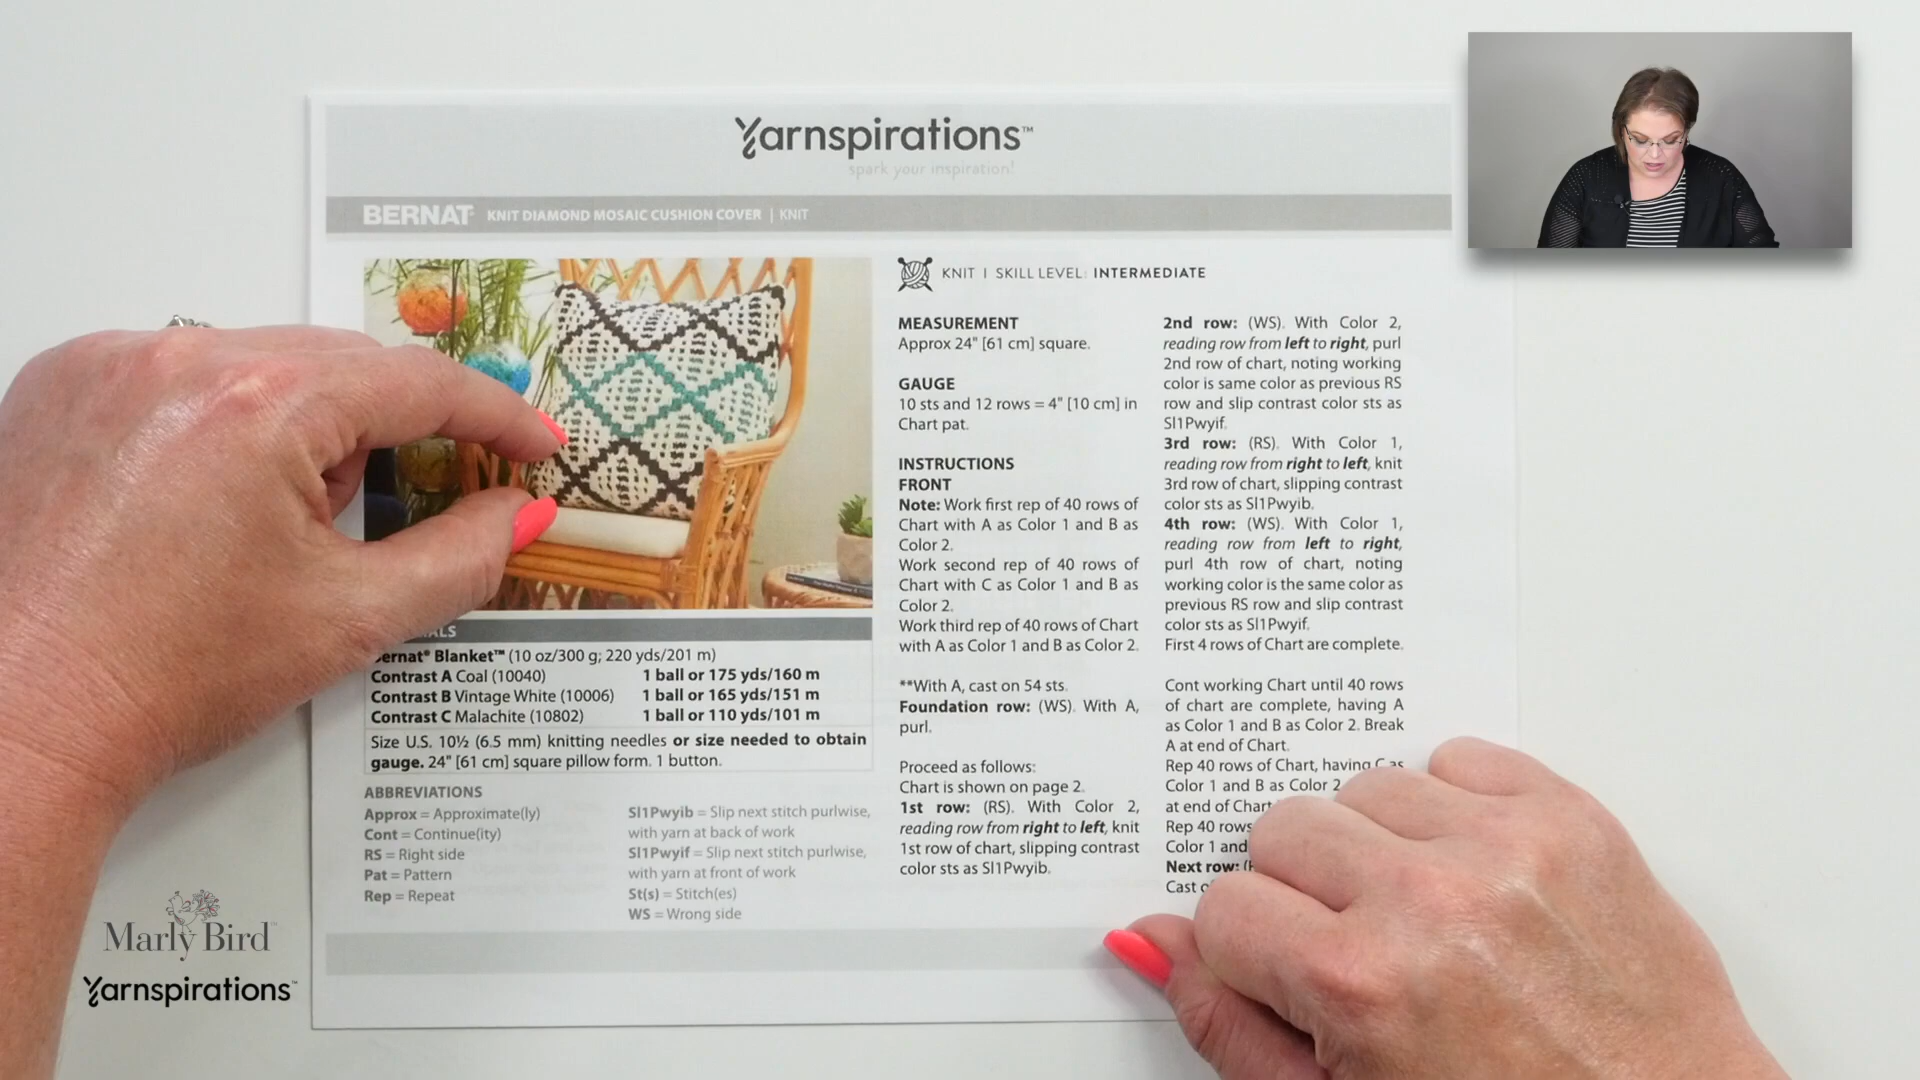 Yarnspirations™
spark your inspiration!
BERNAT® KNIT DIAMOND MOSAIC CUSHION COVER | KNIT
ALS
Bernat® Blanket™ (10 oz/300 g; 220 yds/201 m)
Contrast A Coal (10040) 1 ball or 175 yds/160 m
Contrast B Vintage White (10006) 1 ball or 165 yds/151 m
Contrast C Malachite (10802) 1 ball or 110 yds/101 m
Size U.S. 10½ (6.5 mm) knitting needles or size needed to obtain
gauge. 24" [61 cm] square pillow form. 1 button.
ABBREVIATIONS
Approx = Approximate(ly)
Cont = Continue(ity)
RS = Right side
Pat = Pattern
Rep = Repeat
Sl1Pwyib = Slip next stitch purlwise,
with yarn at back of work
Sl1Pwyif = Slip next stitch purlwise,
with yarn at front of work
St(s) = Stitch(es)
WS = Wrong side
KNIT I SKILL LEVEL: INTERMEDIATE
MEASUREMENT
Approx 24" [61 cm] square.
GAUGE
10 sts and 12 rows = 4" [10 cm] in
Chart pat.
INSTRUCTIONS
FRONT
Note: Work first rep of 40 rows of
Chart with A as Color 1 and B as
Color 2.
Work second rep of 40 rows of
Chart with C as Color 1 and B as
Color 2.
Work third rep of 40 rows of Chart
with A as Color 1 and B as Color 2.
**With A, cast on 54 sts.
Foundation row: (WS). With A,
purl.
Proceed as follows:
Chart is shown on page 2.
1st row: (RS). With Color 2,
reading row from right to left, knit
1st row of chart, slipping contrast
color sts as Sl1Pwyib.
2nd row: (WS). With Color 2,
reading row from left to right, purl
2nd row of chart, noting working
color is same color as previous RS
row and slip contrast color sts as
Sl1Pwyif.
3rd row: (RS). With Color 1,
reading row from right to left, knit
3rd row of chart, slipping contrast
color sts as Sl1Pwyib.
4th row: (WS). With Color 1,
reading row from left to right,
purl 4th row of chart, noting
working color is the same color as
previous RS row and slip contrast
color sts as Sl1Pwyif.
First 4 rows of Chart are complete.
Cont working Chart until 40 rows
of chart are complete, having A
as Color 1 and B as Color 2. Break
A at end of Chart.
Rep 40 rows of Chart, having C as
Color 1 and B as Color 2
at end of Chart
Rep 40 rows
Color 1 and
Next row:
Cast
Marly Bird™
Yarnspirations™